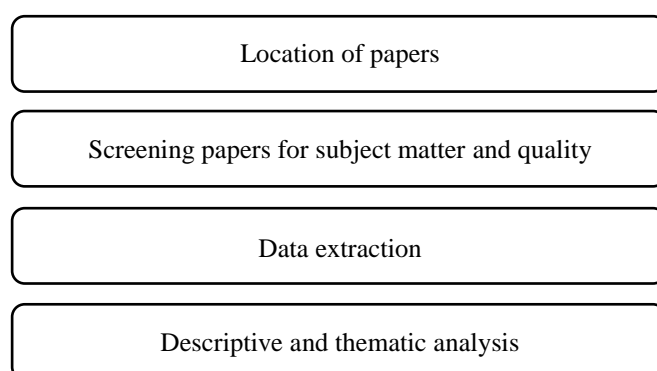 Location of papers
Screening papers for subject matter and quality
Data extraction
Descriptive and thematic analysis